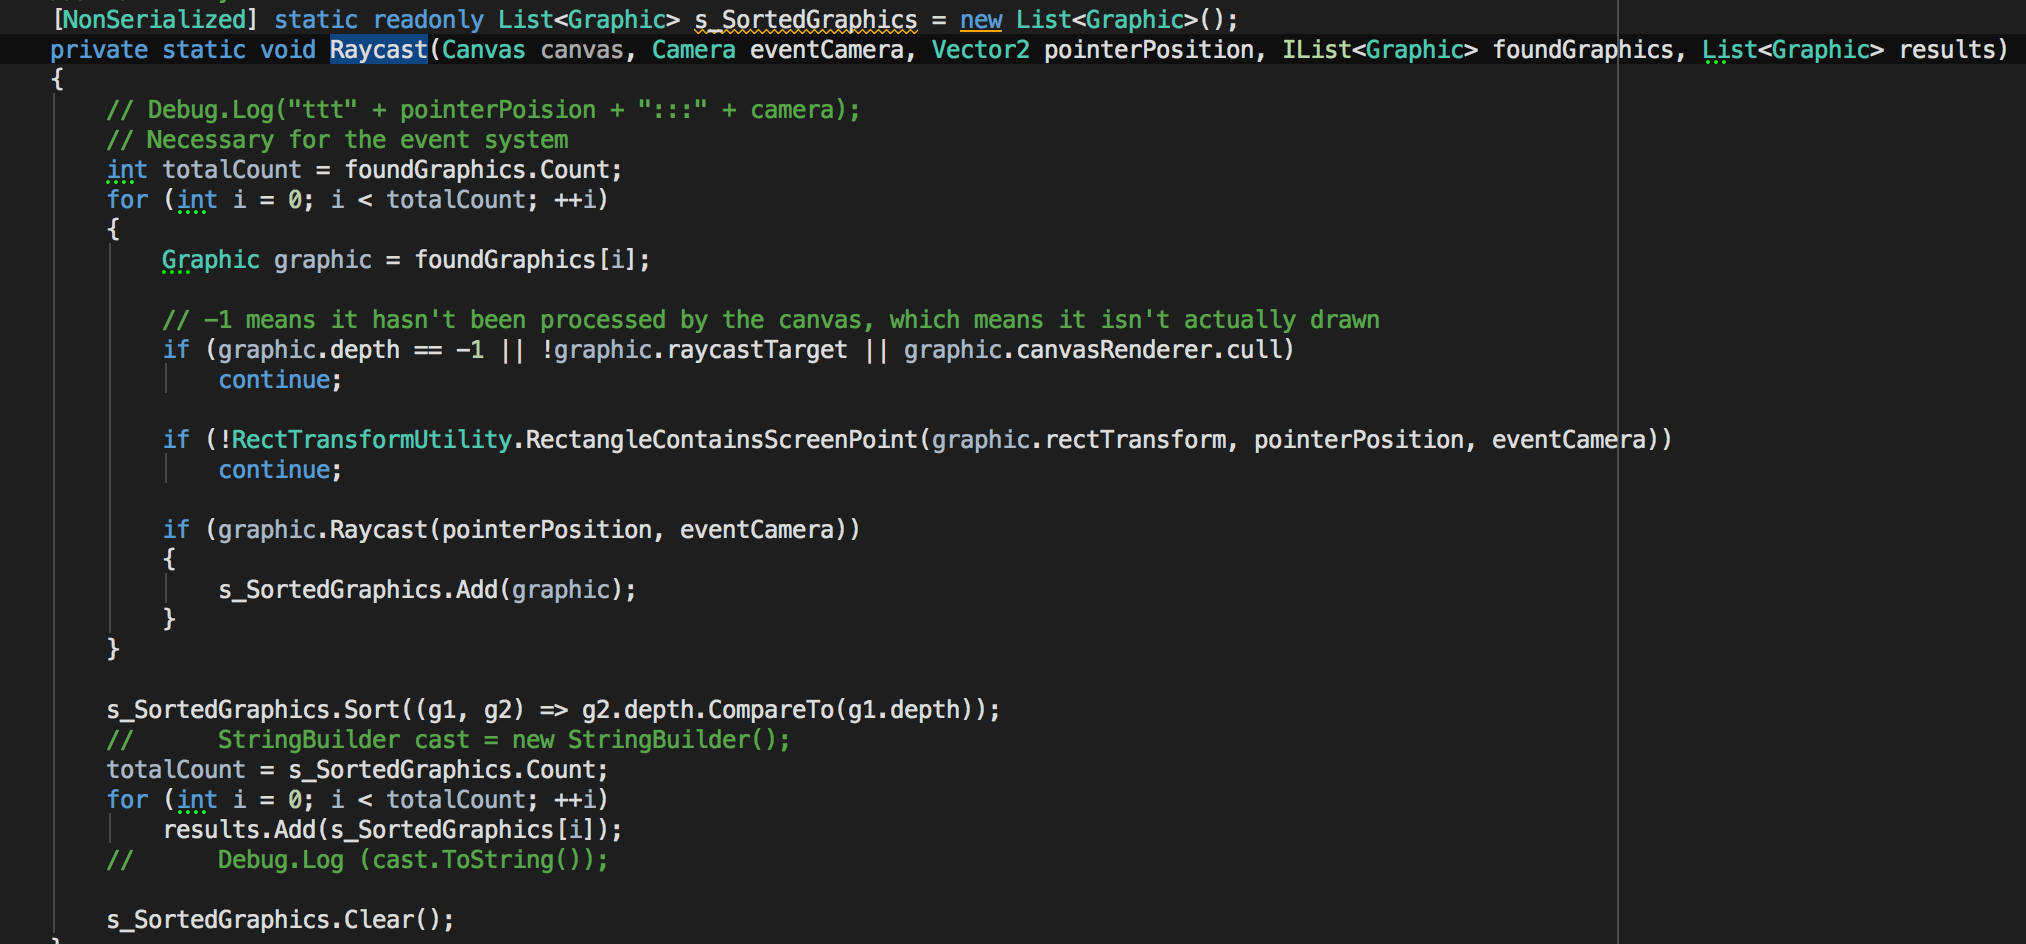 [NonSerialized] static readonly List<Graphic> s_SortedGraphics = new List<Graphic>();
private static void Raycast(Canvas canvas, Camera eventCamera, Vector2 pointerPosition, IList<Graphic> foundGraphics, List<Graphic> results)
{
// Debug.Log("ttt" + pointerPoision + ":::" + camera);
// Necessary for the event system
int totalCount = foundGraphics.Count;
for (int i = 0; i < totalCount; ++i)
{
Graphic graphic = foundGraphics[i];
// -1 means it hasn't been processed by the canvas, which means it isn't actually drawn
if (graphic.depth == -1 || !graphic.raycastTarget || graphic.canvasRenderer.cull)
continue;
if (!RectTransformUtility.RectangleContainsScreenPoint(graphic.rectTransform, pointerPosition, eventCamera))
continue;
if (graphic.Raycast(pointerPosition, eventCamera))
{
s_SortedGraphics.Add(graphic);
}
}
s_SortedGraphics.Sort((g1, g2) => g2.depth.CompareTo(g1.depth));
//      StringBuilder cast = new StringBuilder();
totalCount = s_SortedGraphics.Count;
for (int i = 0; i < totalCount; ++i)
results.Add(s_SortedGraphics[i]);
//      Debug.Log (cast.ToString());
s_SortedGraphics.Clear();